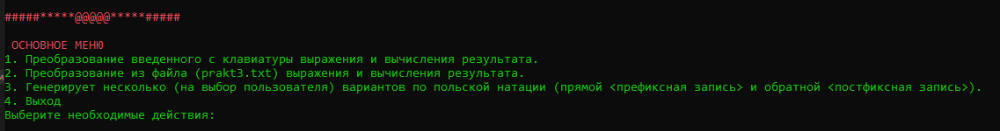 #####*****@@@@@*****#####
ОСНОВНОЕ МЕНЮ
1. Преобразование введенного с клавиатуры выражения и вычисления результата.
2. Преобразование из файла (prakt3.txt) выражения и вычисления результата.
3. Генерирует несколько (на выбор пользователя) вариантов по польской натации (прямой <префиксная запись> и обратной <постфиксная запись>).
4. Выход
Выберите необходимые действия: